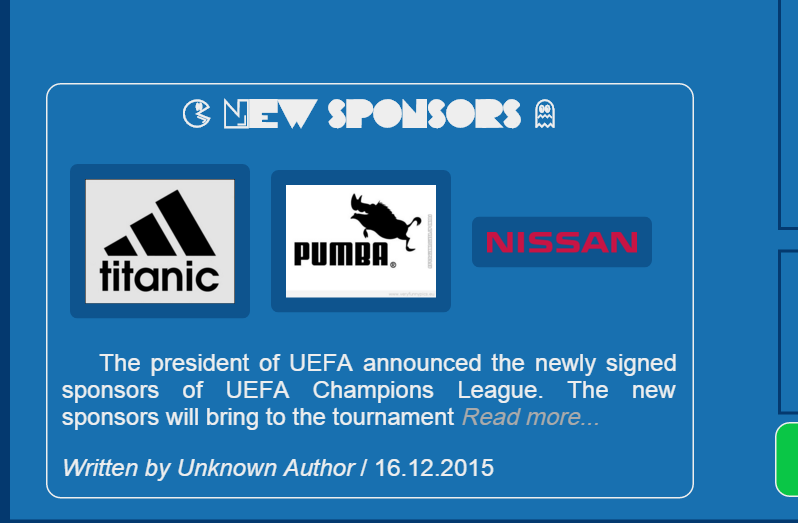 NEW SPONSORS
titanic
PUMBA®
NISSAN
The president of UEFA announced the newly signed
sponsors of UEFA Champions League. The new
sponsors will bring to the tournament Read more...
Written by Unknown Author / 16.12.2015